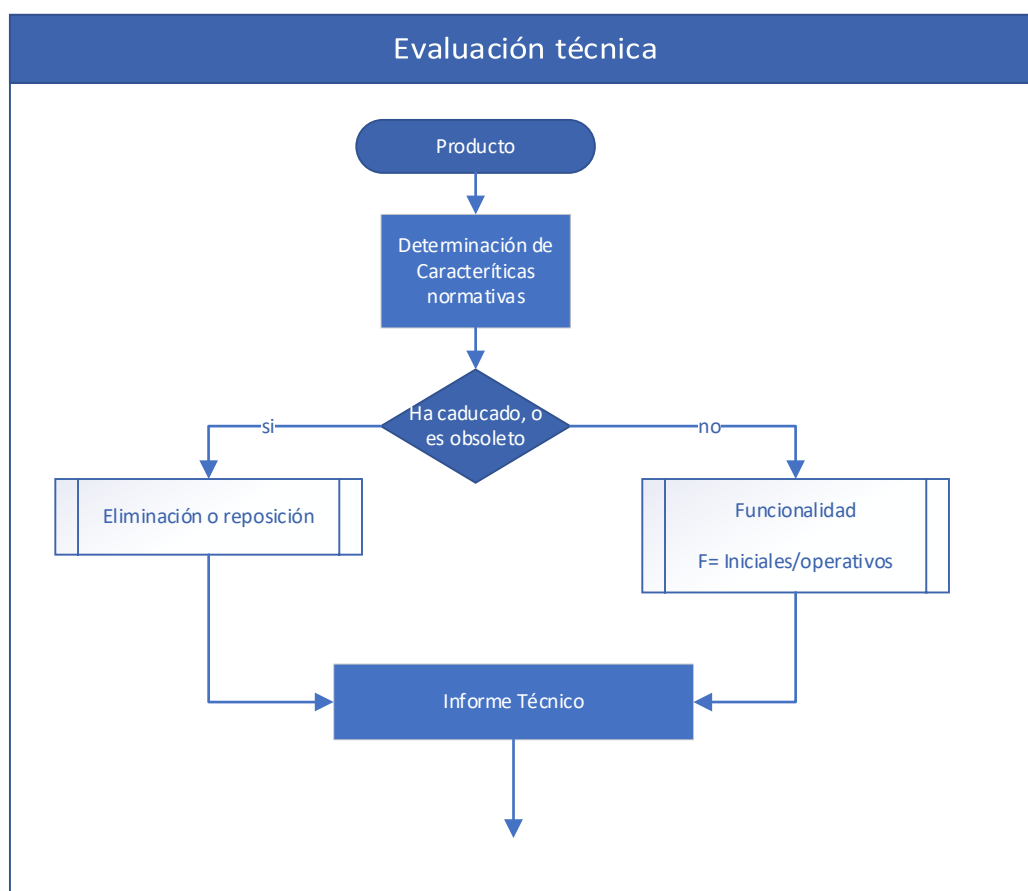 Evaluación técnica
Producto
Determinación de
Caracteríticas
normativas
Ha caducado, o
es obsoleto
si
no
Eliminación o reposición
Funcionalidad
F= Iniciales/operativos
Informe Técnico